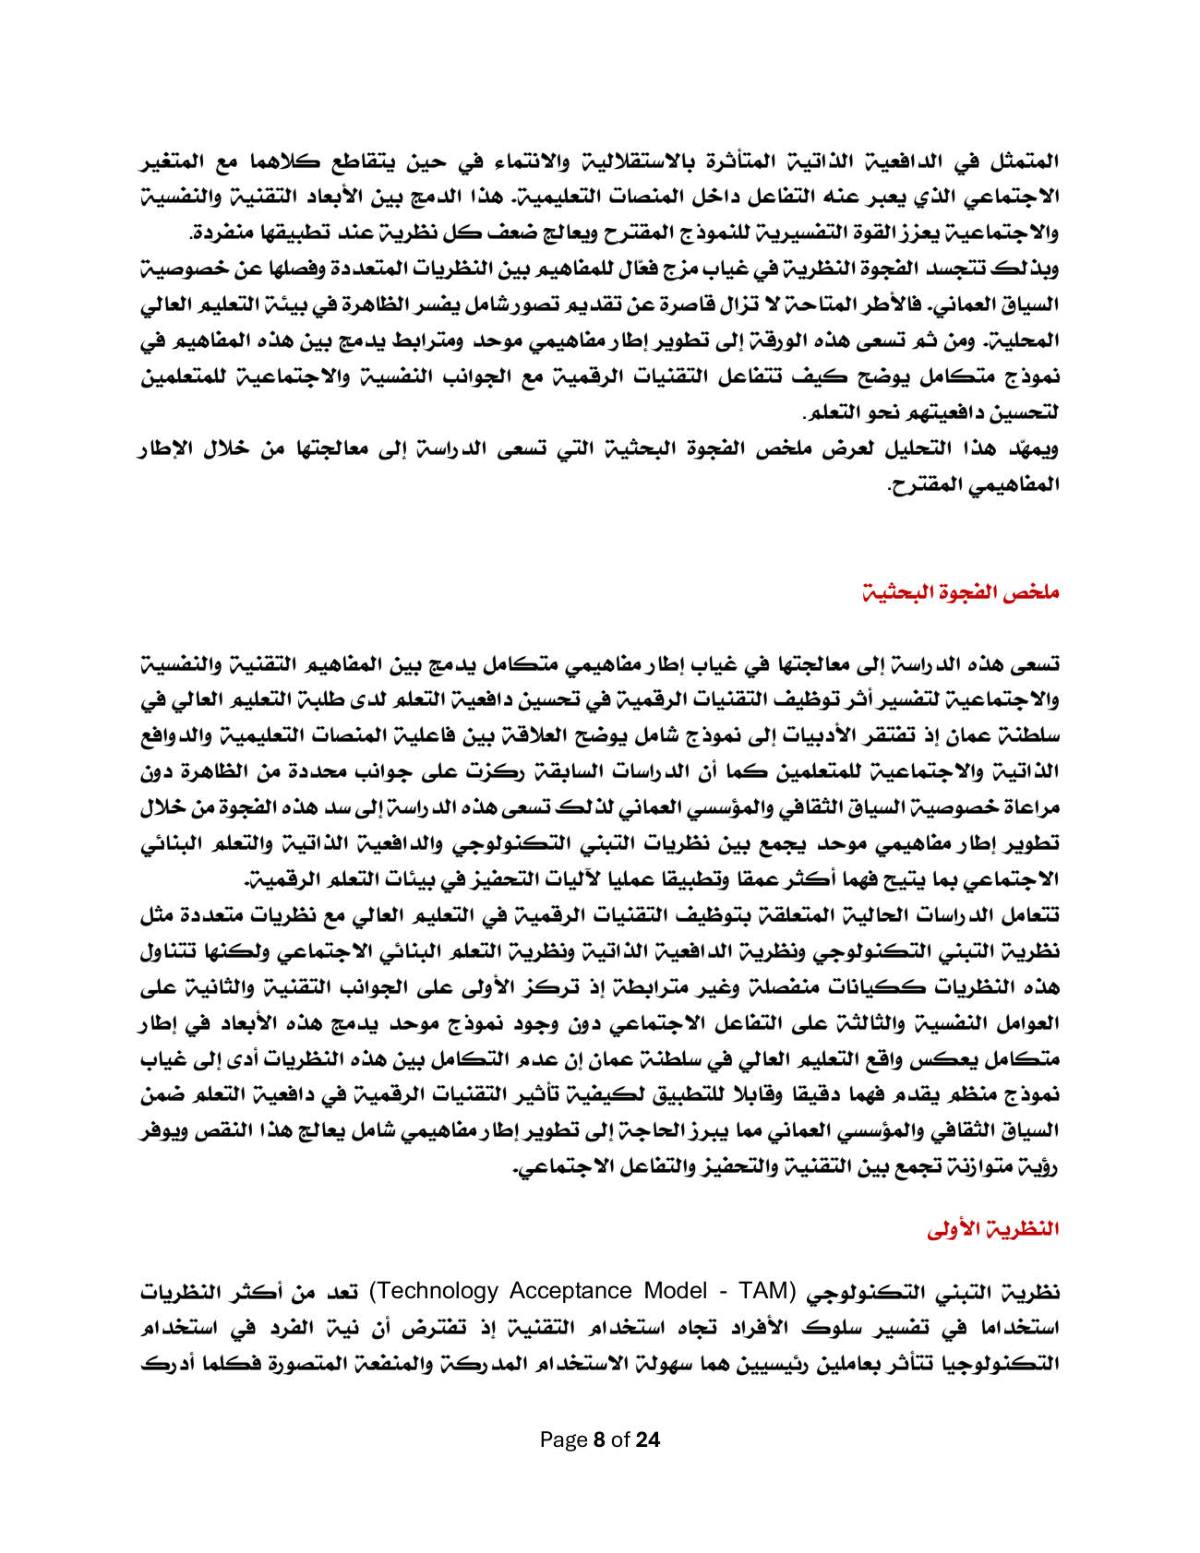 المتمثل في الدافعية الذاتية المتأثرة بالاستقلالية والانتماء في حين يتقاطع كلاهما مع المتغير
الاجتماعي الذي يعبر عنه التفاعل داخل المنصات التعليمية. هذا الدمج بين الأبعاد التقنية والنفسية
والاجتماعية يعزز القوة التفسيرية للنموذج المقترح ويعالج ضعف كل نظرية عند تطبيقها منفردة.
وبذلك تتجسد الفجوة النظرية في غياب مزج فعّال للمفاهيم بين النظريات المتعددة وفصلها عن خصوصية
السياق العماني. فالأطر المتاحة لا تزال قاصرة عن تقديم تصور شامل يفسر الظاهرة في بيئة التعليم العالي
المحلية. ومن ثم تسعى هذه الورقة إلى تطوير إطار مفاهيمي موحد ومترابط يدمج بين هذه المفاهيم في
نموذج متكامل يوضح كيف تتفاعل التقنيات الرقمية مع الجوانب النفسية والاجتماعية للمتعلمين
لتحسين دافعيتهم نحو التعلم.
ويمهّد هذا التحليل لعرض ملخص الفجوة البحثية التي تسعى الدراسة إلى معالجتها من خلال الإطار
المفاهيمي المقترح.
ملخص الفجوة البحثية
تسعى هذه الدراسة إلى معالجتها في غياب إطار مفاهيمي متكامل يدمج بين المفاهيم التقنية والنفسية
والاجتماعية لتفسير أثر توظيف التقنيات الرقمية في تحسين دافعية التعلم لدى طلبة التعليم العالي في
سلطنة عمان إذ تفتقر الأدبيات إلى نموذج شامل يوضح العلاقة بين فاعلية المنصات التعليمية والدوافع
الذاتية والاجتماعية للمتعلمين كما أن الدراسات السابقة ركزت على جوانب محددة من الظاهرة دون
مراعاة خصوصية السياق الثقافي والمؤسسي العماني لذلك تسعى هذه الدراسة إلى سد هذه الفجوة من خلال
تطوير إطار مفاهيمي موحد يجمع بين نظريات التبني التكنولوجي والدافعية الذاتية والتعلم البنائي
الاجتماعي بما يتيح فهما أكثر عمقا وتطبيقا عمليا لآليات التحفيز في بيئات التعلم الرقمية.
تتعامل الدراسات الحالية المتعلقة بتوظيف التقنيات الرقمية في التعليم العالي مع نظريات متعددة مثل
نظرية التبني التكنولوجي ونظرية الدافعية الذاتية ونظرية التعلم البنائي الاجتماعي ولكنها تتناول
هذه النظريات ككيانات منفصلة وغير مترابطة إذ تركز الأولى على الجوانب التقنية والثانية على
العوامل النفسية والثالثة على التفاعل الاجتماعي دون وجود نموذج موحد يدمج هذه الأبعاد في إطار
متكامل يعكس واقع التعليم العالي في سلطنة عمان إن عدم التكامل بين هذه النظريات أدى إلى غياب
نموذج منظم يقدم فهما دقيقا وقابلا للتطبيق لكيفية تأثير التقنيات الرقمية في دافعية التعلم ضمن
السياق الثقافي والمؤسسي العماني مما يبرز الحاجة إلى تطوير إطار مفاهيمي شامل يعالج هذا النقص ويوفر
رؤية متوازنة تجمع بين التقنية والتحفيز والتفاعل الاجتماعي.
النظرية الأولى
نظرية التبني التكنولوجي (Technology Acceptance Model - TAM) تعد من أكثر النظريات
استخداما في تفسير سلوك الأفراد تجاه استخدام التقنية إذ تفترض أن نية الفرد في استخدام
التكنولوجيا تتأثر بعاملين رئيسيين هما سهولة الاستخدام المدركة والمنفعة المتصورة فكلما أدرك
Page 8 of 24